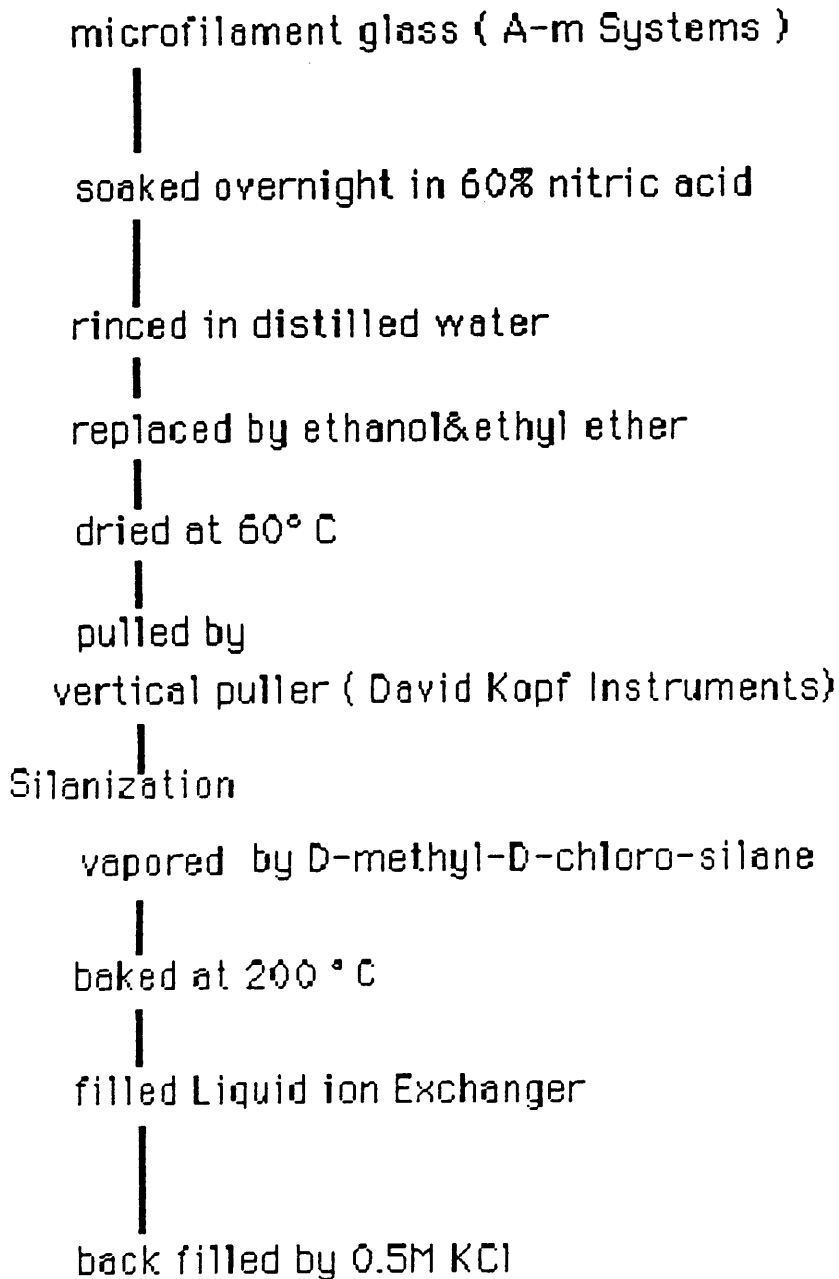 microfilament glass ( A-m Systems )
soaked overnight in 60% nitric acid
rinced in distilled water
replaced by ethanol&ethyl ether
dried at 60° C
pulled by
vertical puller ( David Kopf Instruments)
Silanization
vapored by D-methyl-D-chloro-silane
baked at 200 ° C
filled Liquid ion Exchanger
back filled by 0.5M KCl